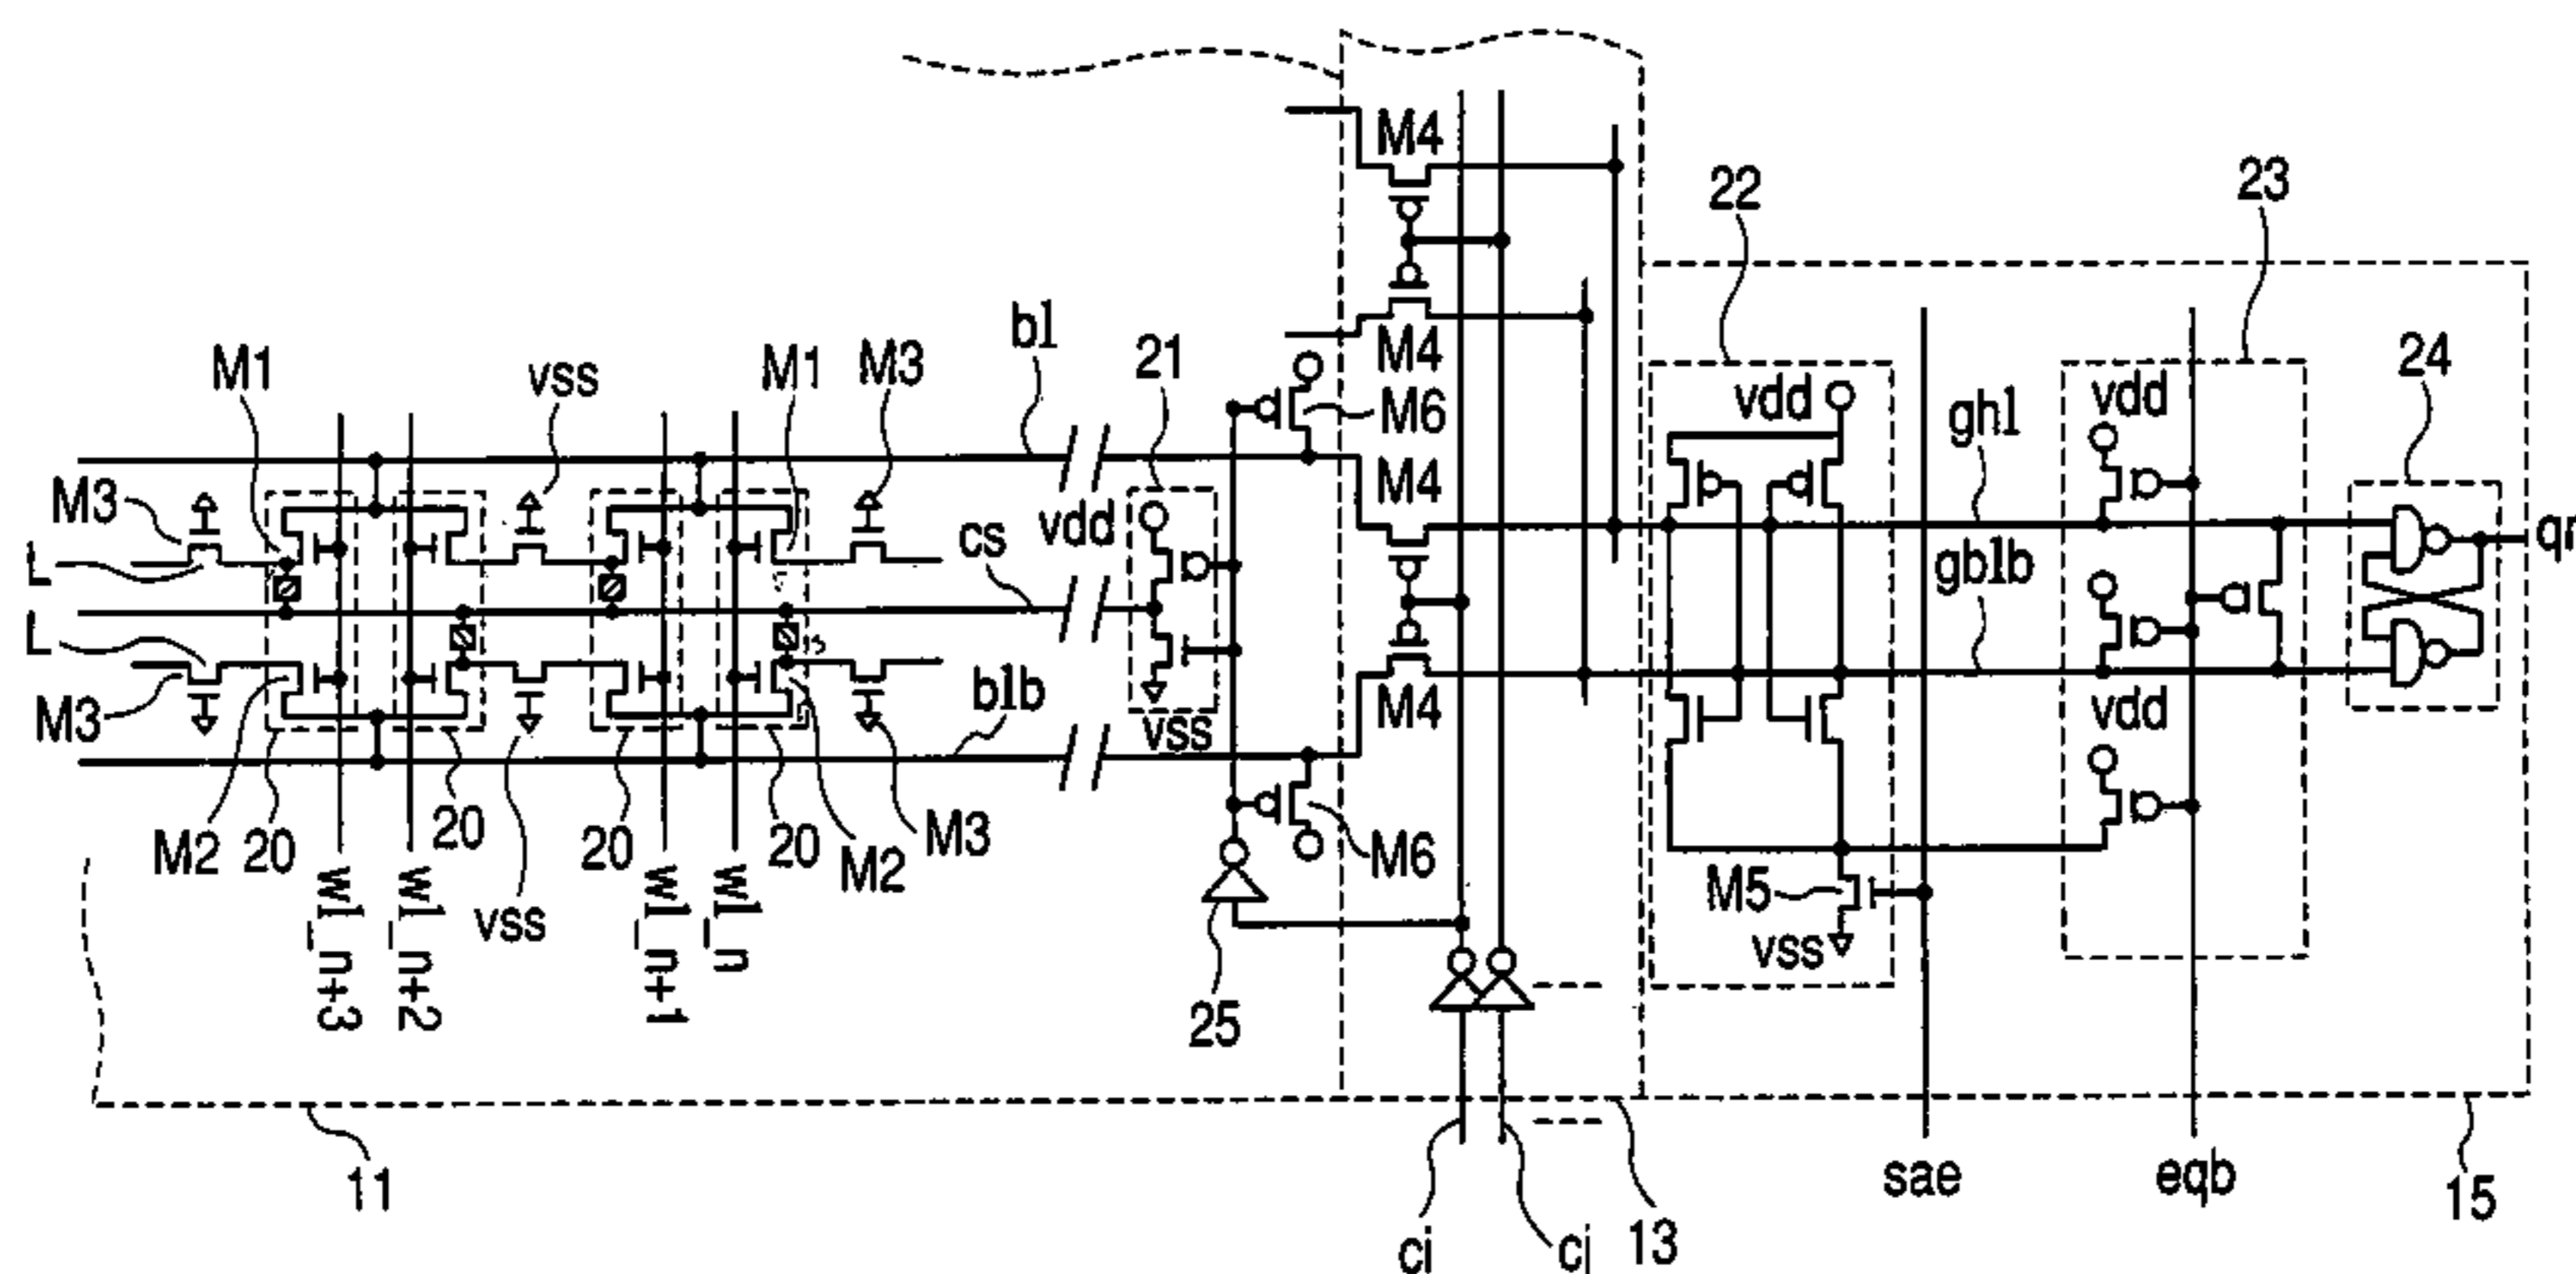 M4
22
23
bl
21
M4
24
M1
vss
M1
M3
M6
vdd
ghl
vdd
M3
M4
vdd
cs
qr
L
gblb
L
blb
M4
vdd
M3
vss
M2
20
20
20
20
M2
M3
M6
M5
wl_n+3
wl_n+2
vss
wl_n+1
wl_n
vss
25
11
ci
cj
13
sae
eqb
15